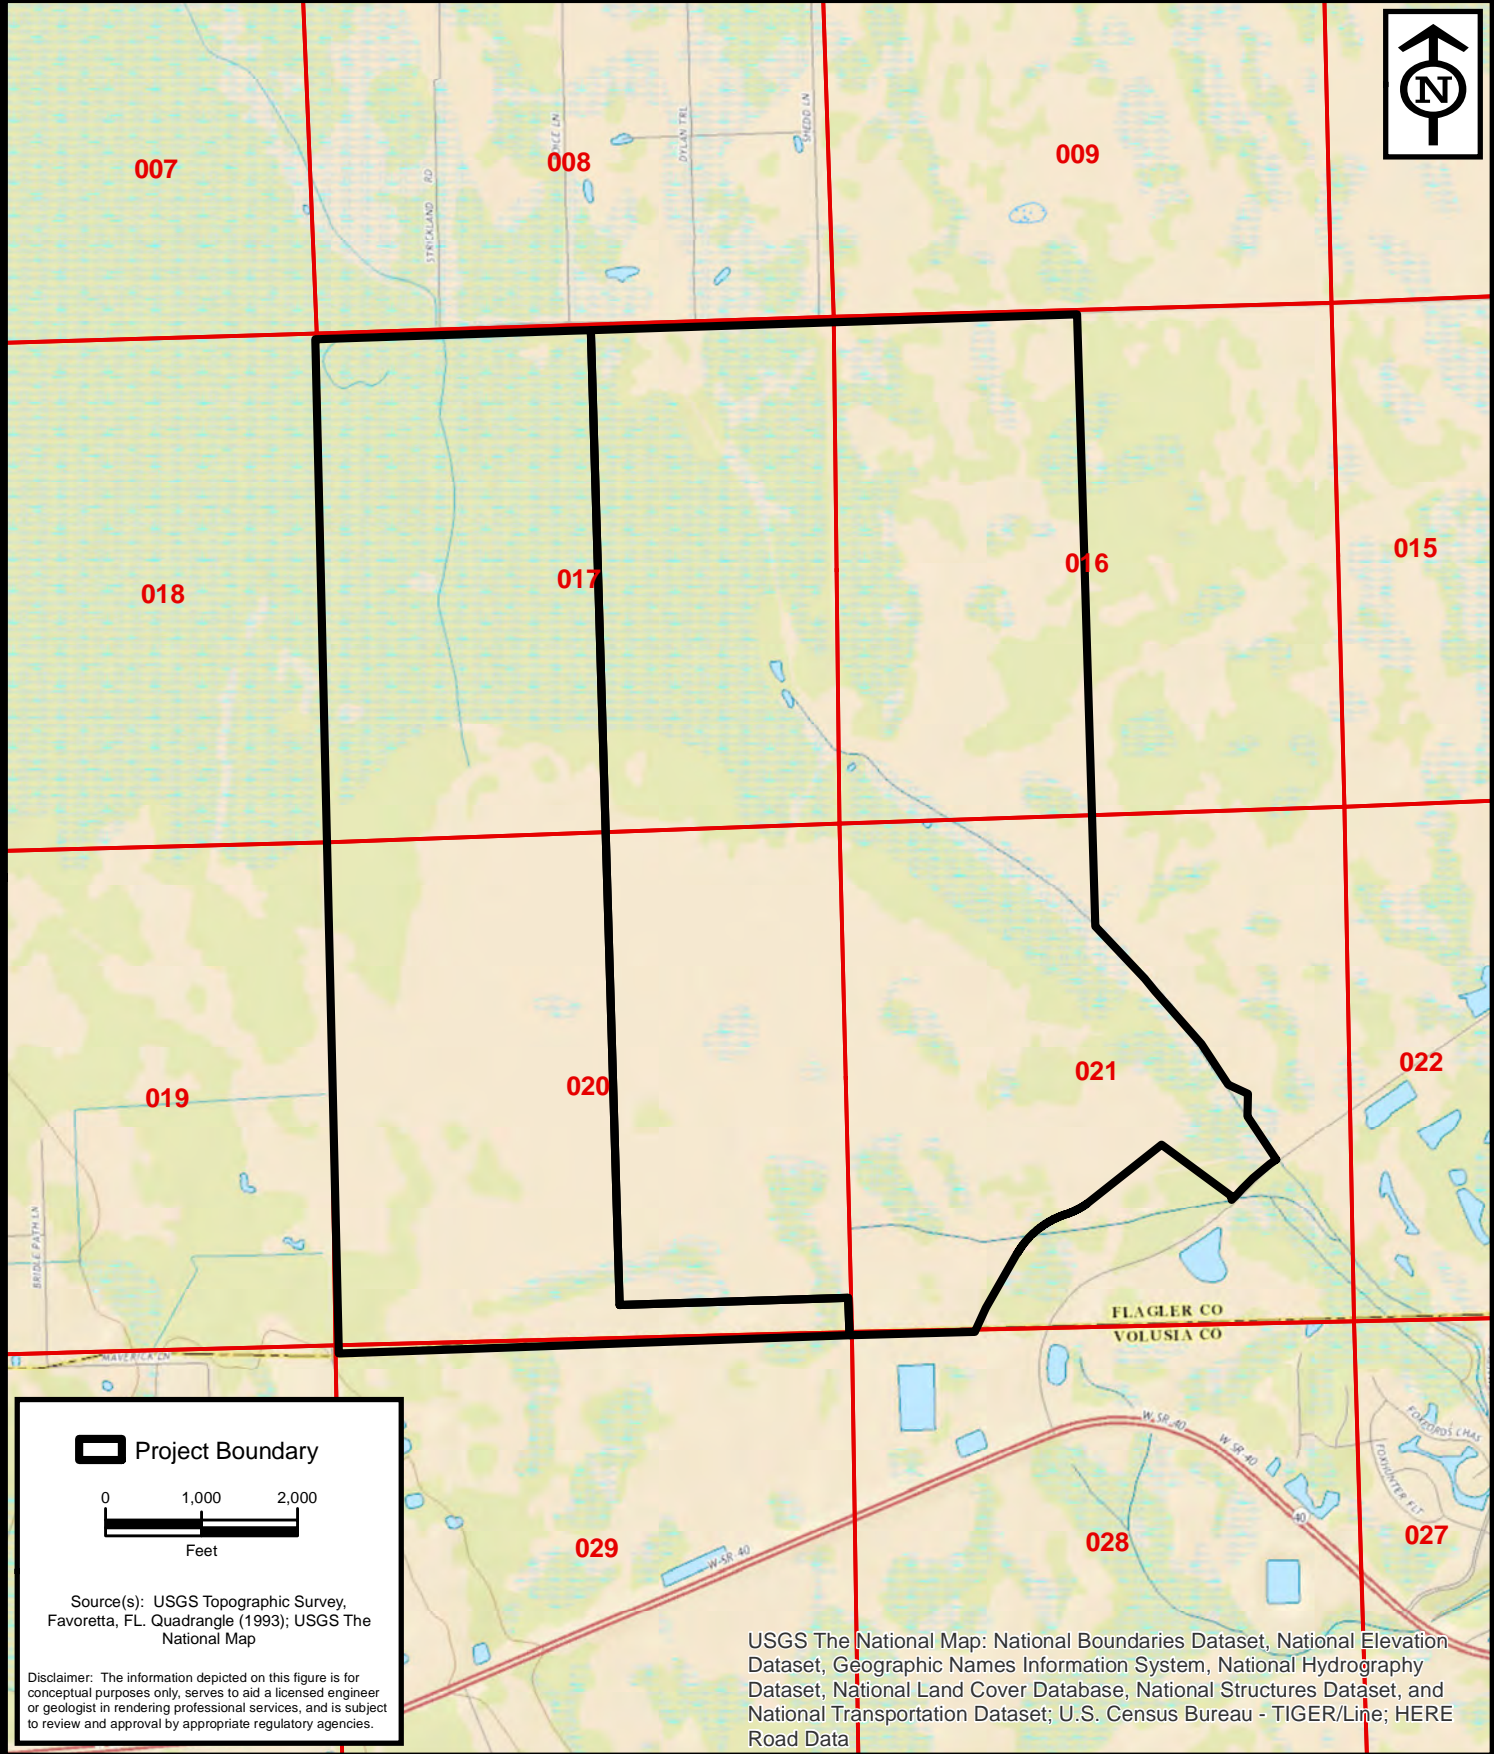 N
007
008
009
STRICKLAND RD
DYLAN TRL
SHEDD LN
018
017
016
015
019
020
021
022
BRIDLE PATH LN
MAVERICK LN
FLAGLER CO
VOLUSIA CO
W SR 40
W SR 40
FOXHUNTER FLT
40
W SR 40
029
028
027
Project Boundary
0 1,000 2,000
Feet
Source(s): USGS Topographic Survey,
Favoretta, FL. Quadrangle (1993); USGS The
National Map
Disclaimer: The information depicted on this figure is for
conceptual purposes only, serves to aid a licensed engineer
or geologist in rendering professional services, and is subject
to review and approval by appropriate regulatory agencies.
USGS The National Map: National Boundaries Dataset, National Elevation
Dataset, Geographic Names Information System, National Hydrography
Dataset, National Land Cover Database, National Structures Dataset, and
National Transportation Dataset; U.S. Census Bureau - TIGER/Line; HERE
Road Data